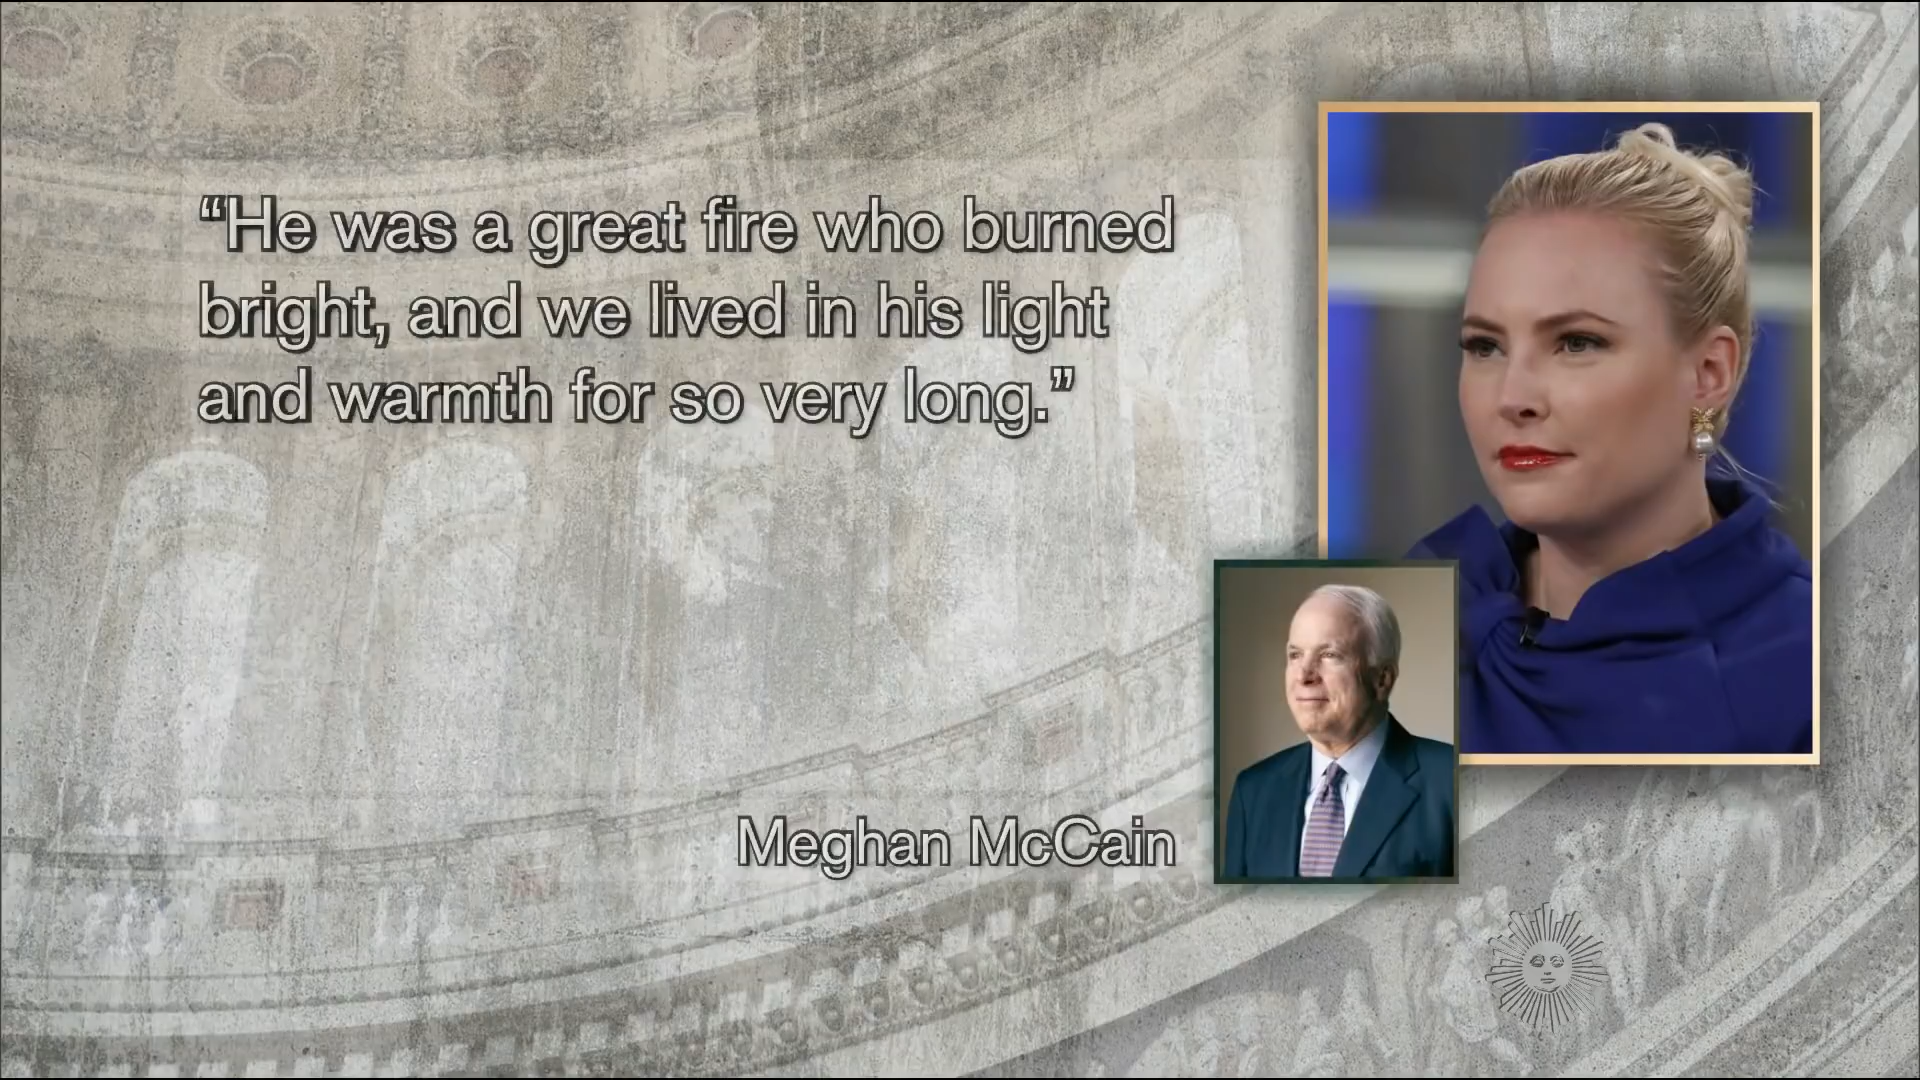 “He was a great fire who burned
bright, and we lived in his light
and warmth for so very long.”
Meghan McCain